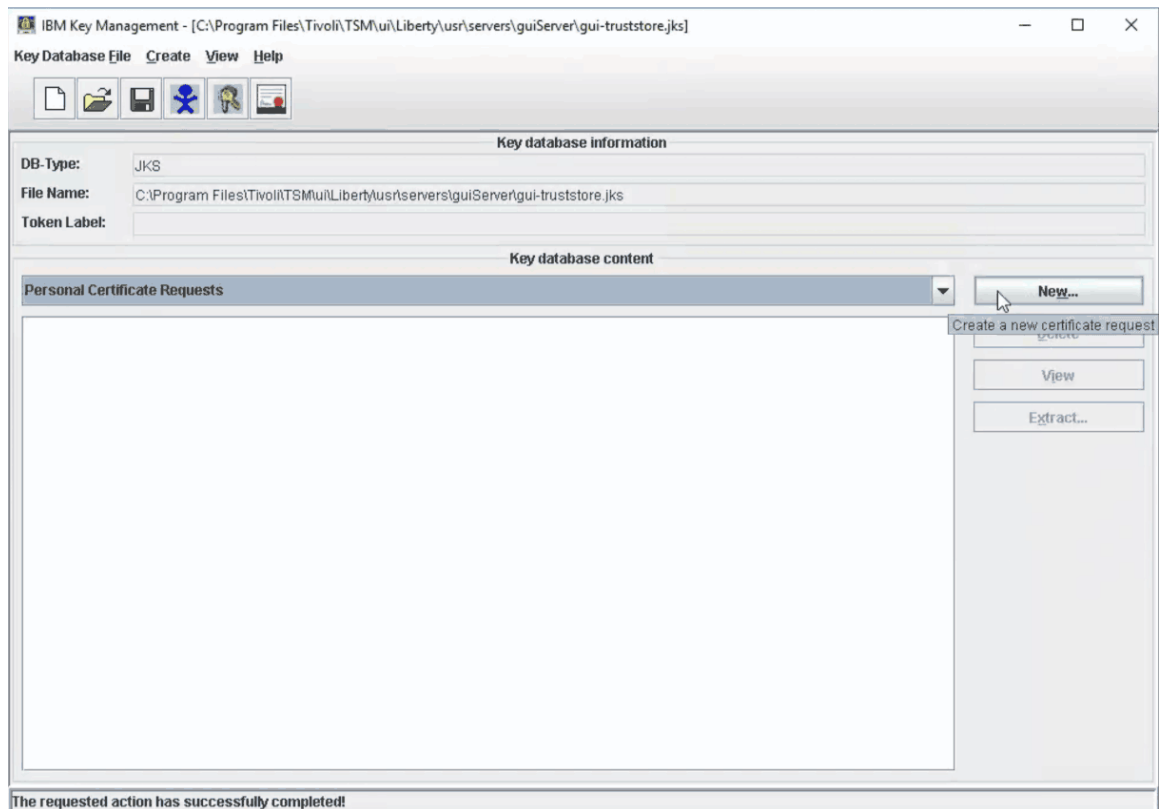 IBM Key Management - [C:\Program Files\Tivoli\TSM\ui\Liberty\usr\servers\guiServer\gui-truststore.jks]
Key Database File Create View Help
Key database information
DB-Type: JKS
File Name: C:\Program Files\Tivoli\TSM\ui\Liberty\usr\servers\guiServer\gui-truststore.jks
Token Label:
Key database content
Personal Certificate Requests
New...
Create a new certificate request
Delete
View
Extract...
The requested action has successfully completed!